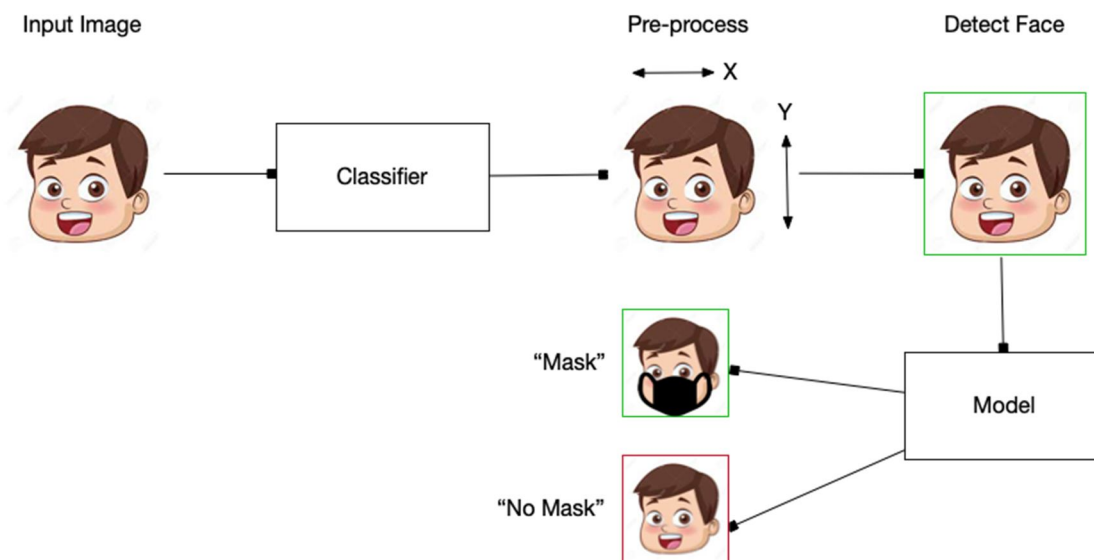 Input Image
Pre-process
Detect Face
X
Y
Classifier
“Mask”
Model
“No Mask”